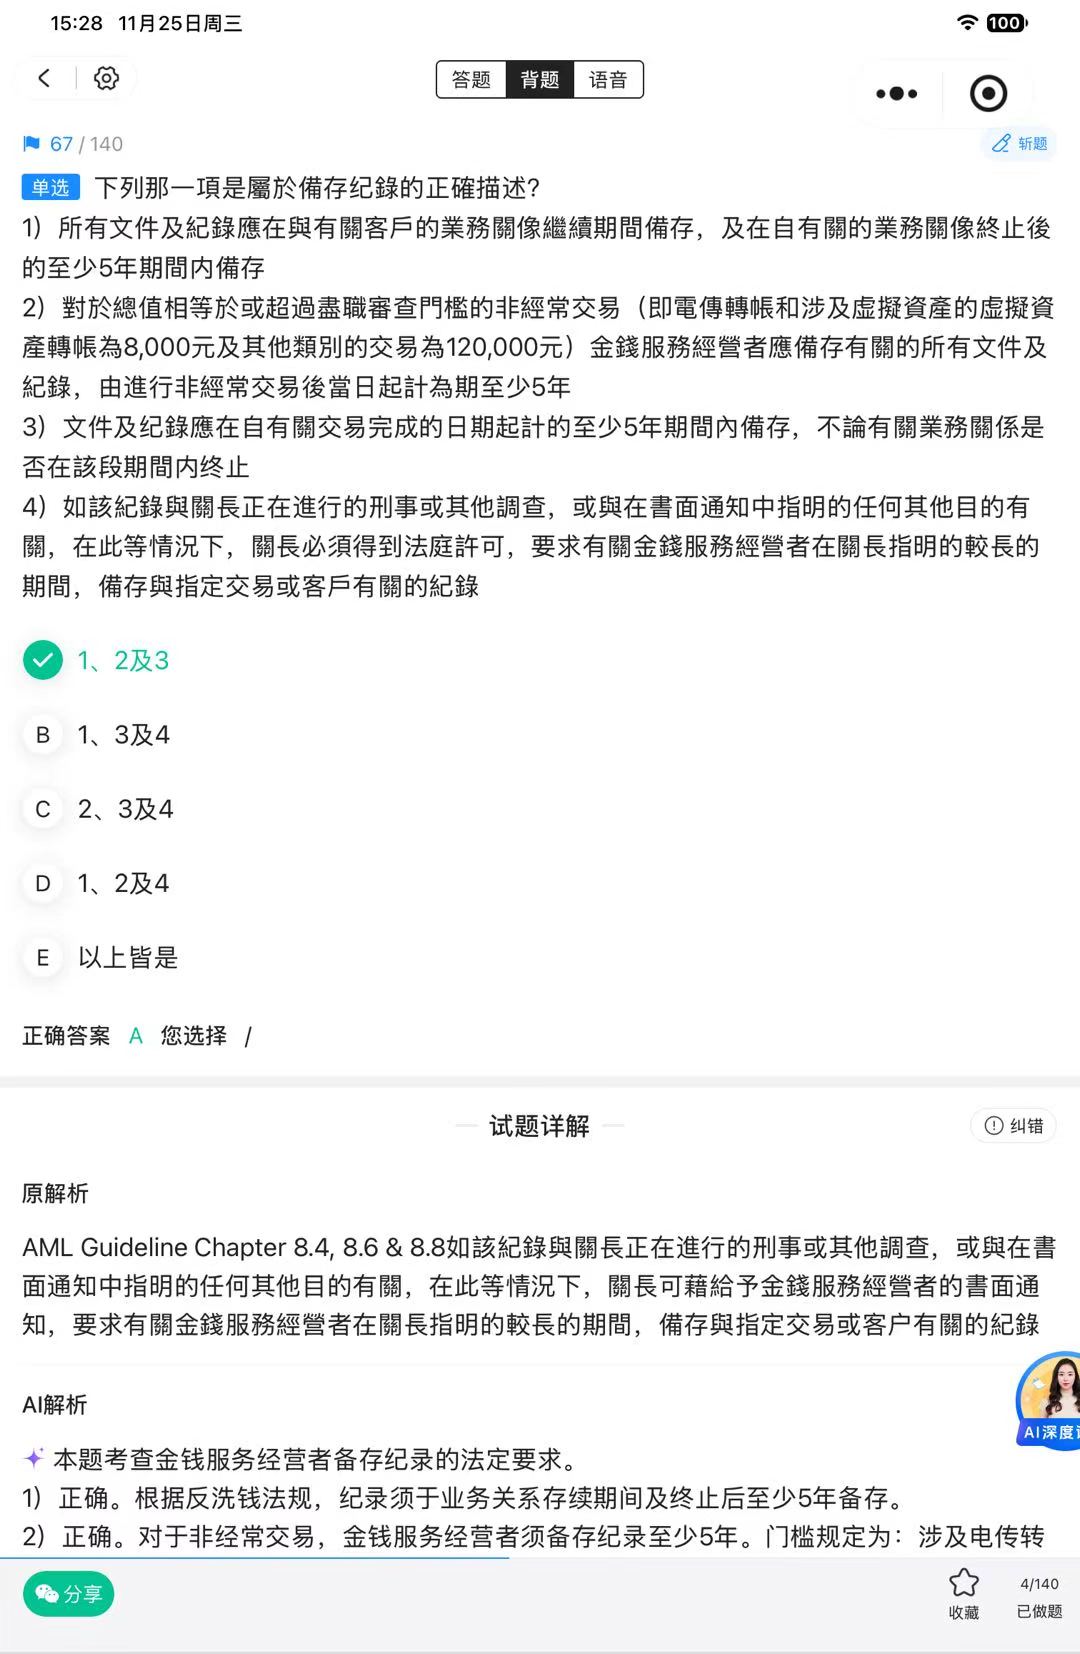 15:28 11月25日周三
100
答题 背题 语音
67/140
斩题
单选 下列那一項是屬於備存纪錄的正確描述?
1）所有文件及紀錄應在與有關客戶的業務關像繼續期間備存，及在自有關的業務關像終止後
的至少5年期間内備存
2）對於總值相等於或超過盡職審查門檻的非經常交易（即電傳轉帳和涉及虛擬資產的虛擬資
產轉帳為8,000元及其他類別的交易為120,000元）金錢服務經營者應備存有關的所有文件及
紀錄，由進行非經常交易後當日起計為期至少5年
3）文件及纪錄應在自有關交易完成的日期起計的至少5年期間內備存，不論有關業務關係是
否在該段期間内终止
4）如該紀錄與關長正在進行的刑事或其他調查，或與在書面通知中指明的任何其他目的有
關，在此等情況下，關長必須得到法庭許可，要求有關金錢服務經營者在關長指明的較長的
期間，備存與指定交易或客戶有關的紀錄
1、2及3
B 1、3及4
C 2、3及4
D 1、2及4
E 以上皆是
正确答案 A 您选择 /
试题详解
纠错
原解析
AML Guideline Chapter 8.4, 8.6 & 8.8如該紀錄與關長正在進行的刑事或其他調查，或與在書
面通知中指明的任何其他目的有關，在此等情況下，關長可藉給予金錢服務經營者的書面通
知，要求有關金錢服務經營者在關長指明的較長的期間，備存與指定交易或客户有關的紀錄
AI解析
AI深度
本题考查金钱服务经营者备存纪录的法定要求。
1）正确。根据反洗钱法规，纪录须于业务关系存续期间及终止后至少5年备存。
2）正确。对于非经常交易，金钱服务经营者须备存纪录至少5年。门槛规定为：涉及电传转
分享
收藏
4/140
已做题